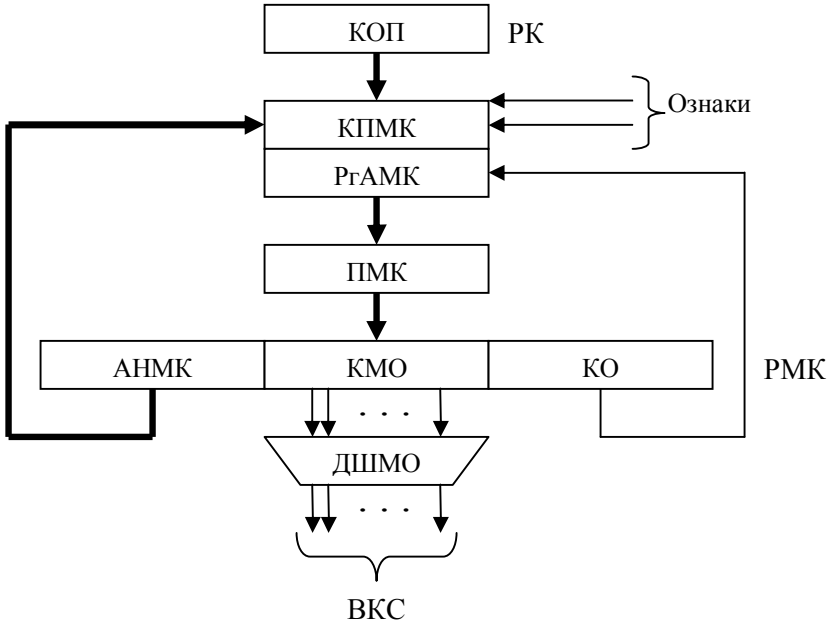 КОП РК
Ознаки
КПМК
РгАМК
ПМК
АНМК КМО КО РМК
. . .
ДШМО
. . .
ВКС